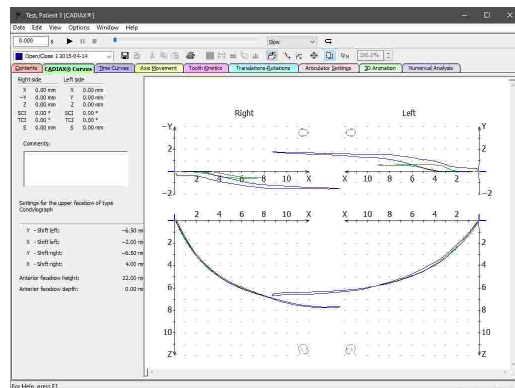 Test, Patient 3 [CADIAX®]
Data Edit View Options Window Help
0.000 s Slow
Open/Close 1 2015-04-14 100.0%
Contents CADIAX® Curves Time Curves Axis Movement Tooth Kinetics Translations-Rotations Articulator Settings 3D Animation Numerical Analysis
Right side Left side
X 0.00 mm X 0.00 mm
-Y 0.00 mm Y 0.00 mm
Z 0.00 mm Z 0.00 mm
SCI 0.00 ° SCI 0.00 °
TCI 0.00 ° TCI 0.00 °
S 0.00 mm S 0.00 mm
Comments:
Settings for the upper facebow of type
Condylograph
Y - Shift left: -6.50 m
X - Shift left: -2.00 m
Y - Shift right: -6.50 m
X - Shift right: 4.00 m
Anterior facebow height: 22.00 m
Anterior facebow depth: 0.00 m
Right Left
-Y Y
2 2
2 4 6 8 10 X X 10 8 6 4 2
-2 -2
2 4 6 8 10 X X 10 8 6 4 2
2 2
4 4
6 6
8 8
10 10
Z Z
For Help, press F1